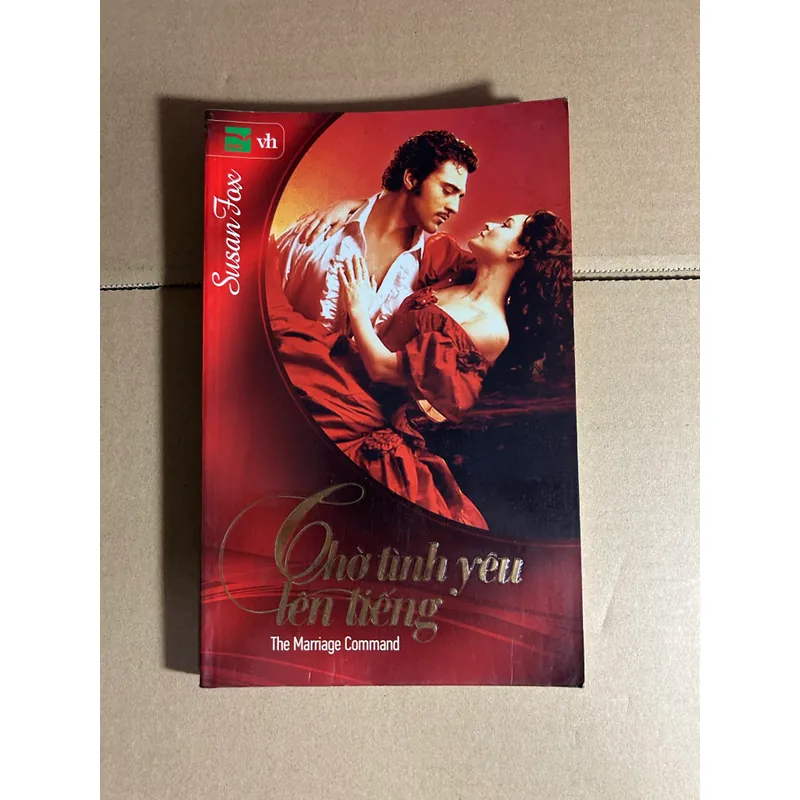 vh
Susan Fox
Chờ tình yêu
lên tiếng
The Marriage Command